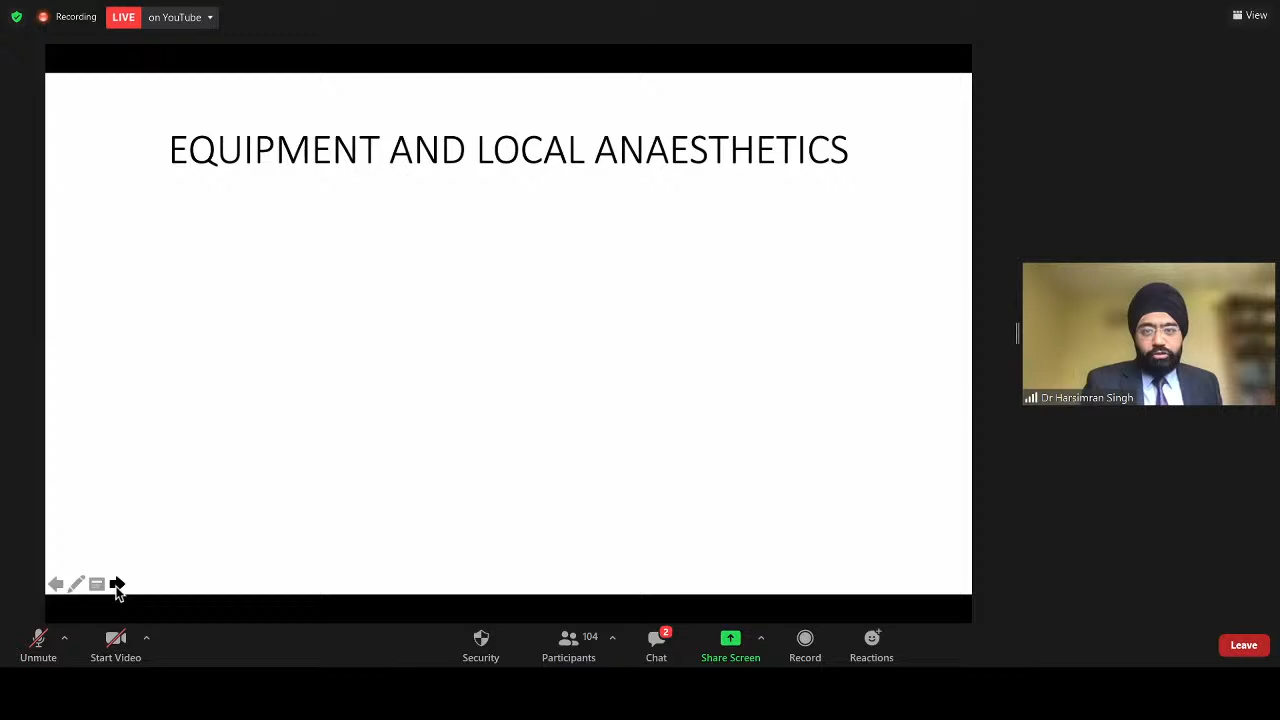 Recording
LIVE on YouTube
View
EQUIPMENT AND LOCAL ANAESTHETICS
Dr Harsimran Singh
104
2
Unmute
Start Video
Security
Participants
Chat
Share Screen
Record
Reactions
Leave